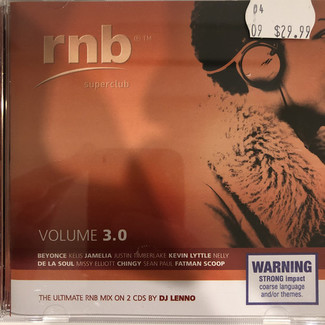 rnb
superclub
04
09 $29.99
VOLUME 3.0
BEYONCE KELIS JAMELIA JUSTIN TIMBERLAKE KEVIN LYTTLE NELLY
DE LA SOUL MISSY ELLIOTT CHINGY SEAN PAUL FATMAN SCOOP
THE ULTIMATE RNB MIX ON 2 CDS BY DJ LENNO
WARNING
STRONG impact
coarse language
and/or themes.